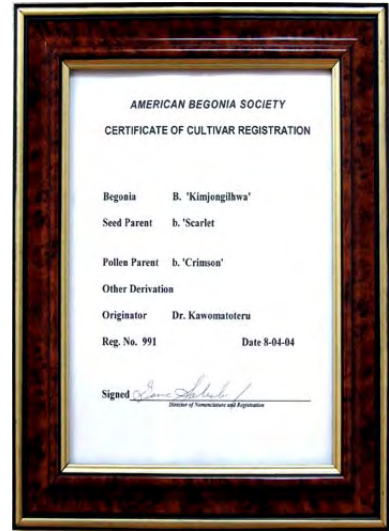 AMERICAN BEGONIA SOCIETY
CERTIFICATE OF CULTIVAR REGISTRATION
Begonia B. 'Kimjongilhwa'
Seed Parent b. 'Scarlet
Pollen Parent b. 'Crimson'
Other Derivation
Originator Dr. Kawomatoteru
Reg. No. 991 Date 8-04-04
Signed
Director of Nomenclature and Registration